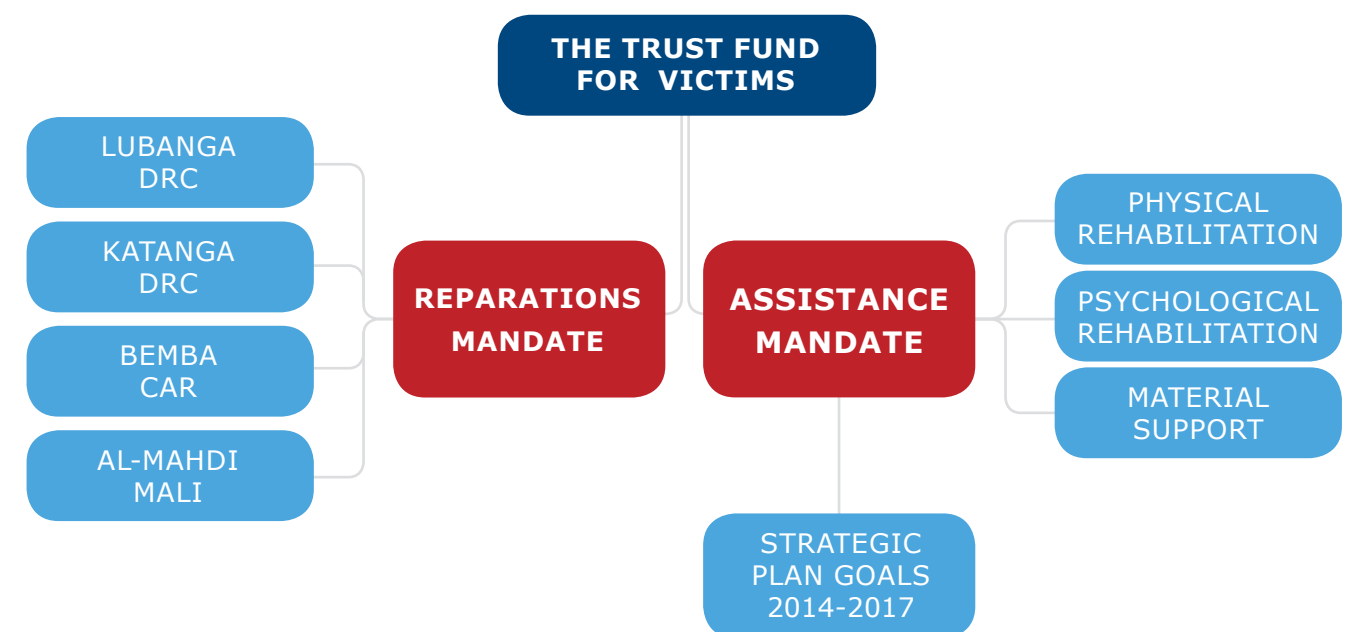 THE TRUST FUND
FOR VICTIMS
LUBANGA
DRC
KATANGA
DRC
BEMBA
CAR
AL-MAHDI
MALI
REPARATIONS
MANDATE
ASSISTANCE
MANDATE
PHYSICAL
REHABILITATION
PSYCHOLOGICAL
REHABILITATION
MATERIAL
SUPPORT
STRATEGIC
PLAN GOALS
2014-2017